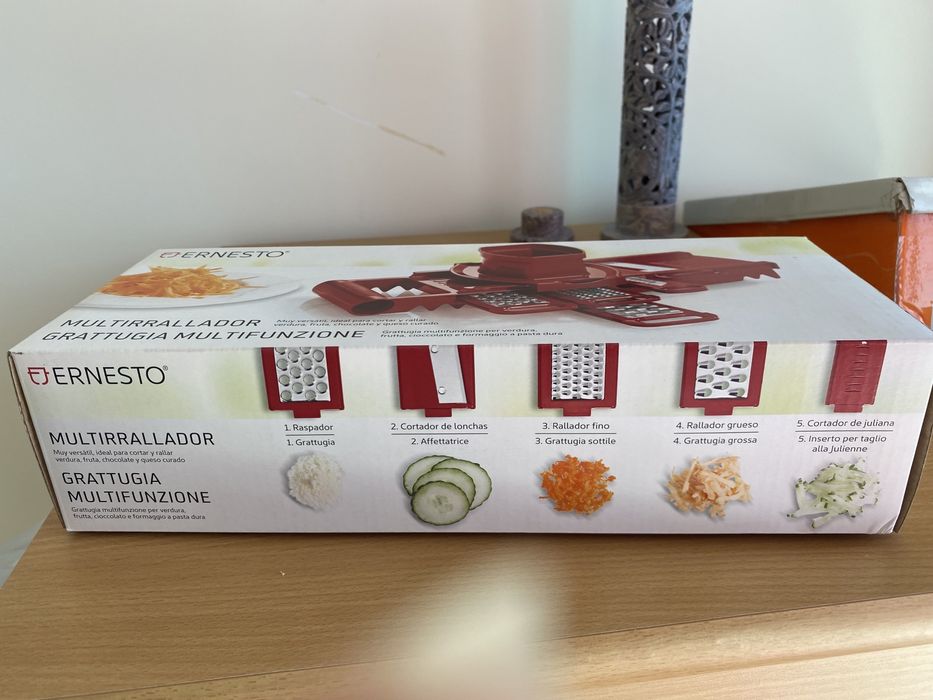 ERNESTO®
MULTIRRALLADOR
GRATTUGIA MULTIFUNZIONE
Muy versátil, ideal para cortar y rallar
verdura, fruta, chocolate y queso curado
Grattugia multifunzione per verdura,
frutta, cioccolato e formaggio a pasta dura
ERNESTO®
MULTIRRALLADOR
Muy versátil, ideal para cortar y rallar
verdura, fruta, chocolate y queso curado
GRATTUGIA
MULTIFUNZIONE
Grattugia multifunzione per verdura,
frutta, cioccolato e formaggio a pasta dura
1. Raspador
1. Grattugia
2. Cortador de lonchas
2. Affettatrice
3. Rallador fino
3. Grattugia sottile
4. Rallador grueso
4. Grattugia grossa
5. Cortador de juliana
5. Inserto per taglio
alla Julienne